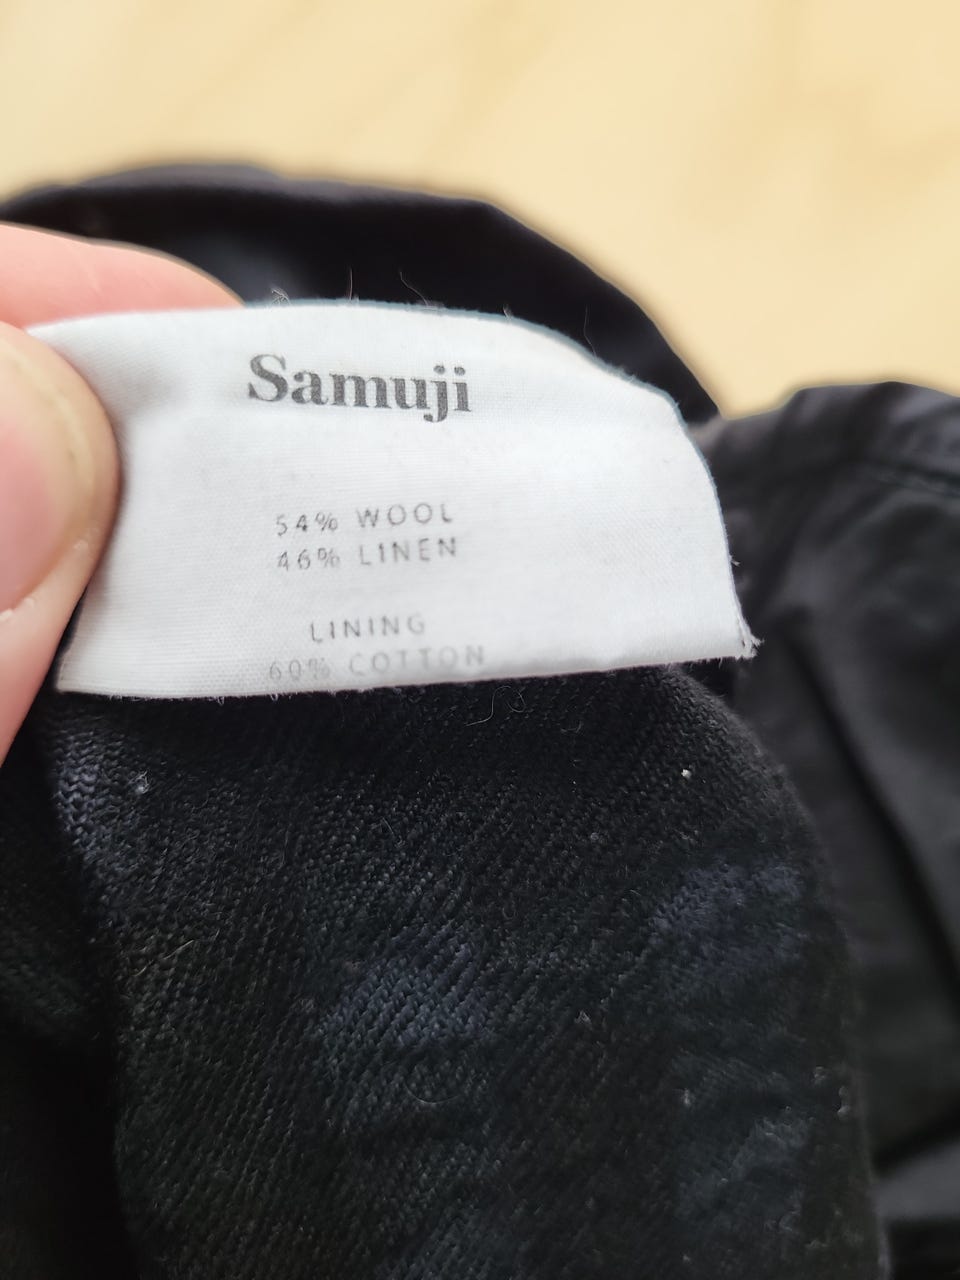 Samuji
54% WOOL
46% LINEN
LINING
60% COTTON